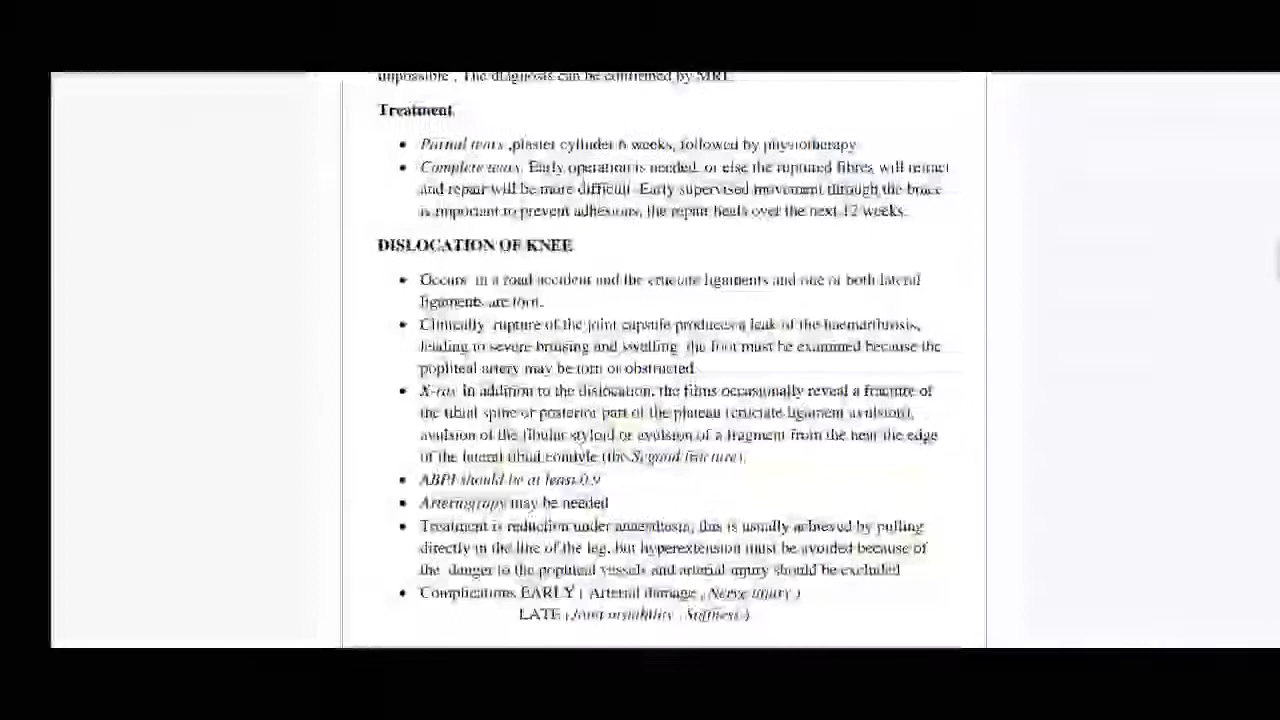 impossible . The diagnosis can be confirmed by MRI.
Treatment
• Partial tears ,plaster cylinder 6 weeks, followed by physiotherapy
• Complete tears Early operation is needed, or else the ruptured fibres will retract
and repair will be more difficult. Early supervised movement through the brace
is important to prevent adhesions, the repair heals over the next 12 weeks.
DISLOCATION OF KNEE
• Occurs in a road accident and the cruciate ligaments and one or both lateral
ligaments are torn.
• Clinically rupture of the joint capsule produces a leak of the haemarthrosis,
leading to severe bruising and swelling the foot must be examined because the
popliteal artery may be torn or obstructed.
• X-ray In addition to the dislocation, the films occasionally reveal a fracture of
the tibial spine or posterior part of the plateau (cruciate ligament avulsion),
avulsion of the fibular styloid or avulsion of a fragment from the near the edge
of the lateral tibial condyle (the Segond fracture).
• ABPI should be at least 0.9
• may be needed
• Treatment is reduction under anaesthesia, this is usually achieved by pulling
directly in the line of the leg, but hyperextension must be avoided because of
the danger to the popliteal vessels and arterial injury should be excluded
• Complications EARLY ( Arterial damage , Nerve injury )
LATE (Joint instability , Stiffness )